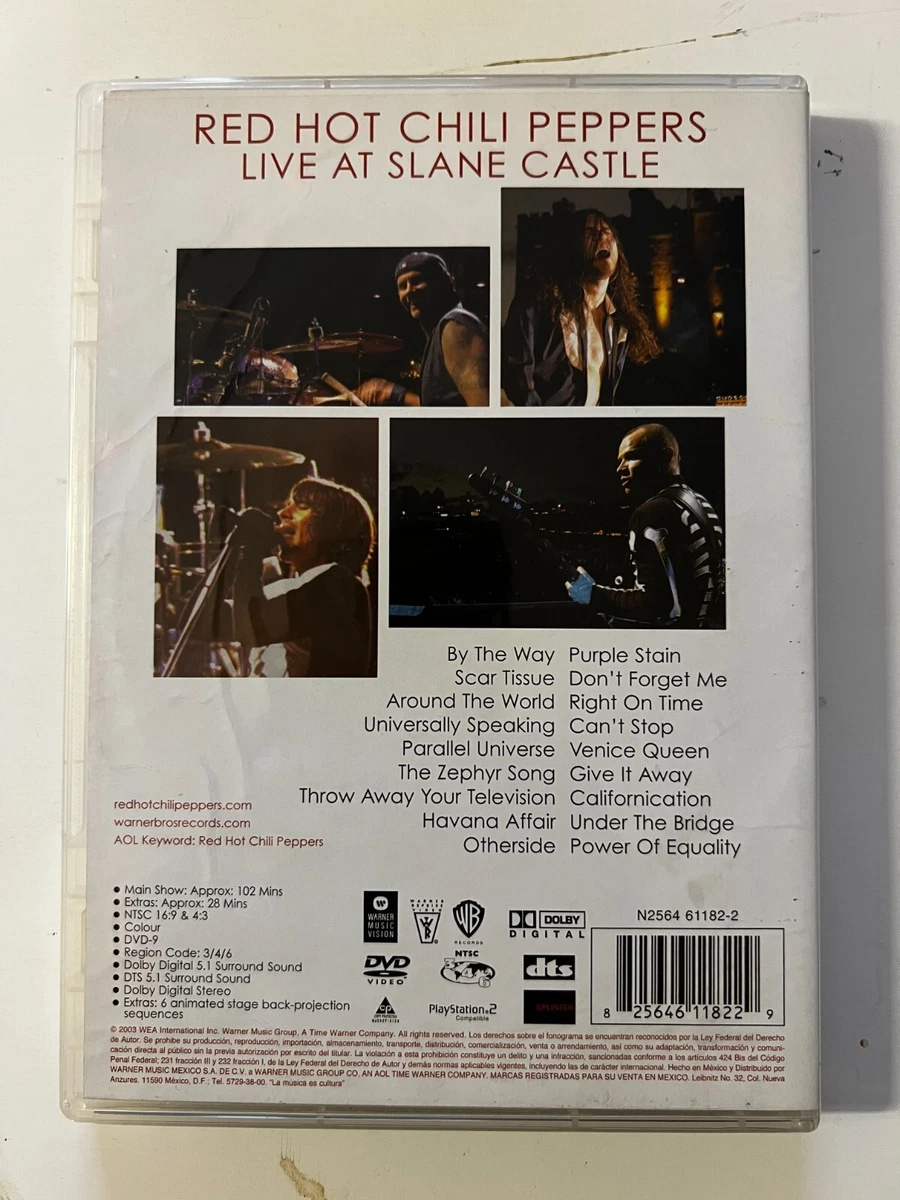 RED HOT CHILI PEPPERS
LIVE AT SLANE CASTLE
By The Way Purple Stain
Scar Tissue Don't Forget Me
Around The World Right On Time
Universally Speaking Can't Stop
Parallel Universe Venice Queen
The Zephyr Song Give It Away
Throw Away Your Television Californication
Havana Affair Under The Bridge
Otherside Power Of Equality
redhotchilipeppers.com
warnerbrosrecords.com
AOL Keyword: Red Hot Chili Peppers
• Main Show: Approx: 102 Mins
• Extras: Approx: 28 Mins
• NTSC 16:9 & 4:3
• Colour
• DVD-9
• Region Code: 3/4/6
• Dolby Digital 5.1 Surround Sound
• DTS 5.1 Surround Sound
• Dolby Digital Stereo
• Extras: 6 animated stage back-projection
sequences
WARNER
MUSIC
VISION
WARNER
REPRISE
VIDEO
WB
RECORDS
DOLBY
DIGITAL
DVD
VIDEO
NTSC
3 4 6
dts
PlayStation.2
Compatible
SPLINTER
N2564 61182-2
8 25646 11822 9
© 2003 WEA International Inc. Warner Music Group, A Time Warner Company. All rights reserved. Los derechos sobre el fonograma se encuentran reconocidos por la Ley Federal del Derecho
de Autor. Se prohibe su producción, reproducción, importación, almacenamiento, transporte, distribución, comercialización, venta o arrendamiento, así como su adaptación, transformación y comuni-
cación directa al público sin la previa autorización por escrito del titular. La violación a esta prohibición constituye un delito y una infracción, sancionadas conforme a los artículos 424 Bis del Código
Penal Federal; 231 fracción III y 232 fracción I, de la Ley Federal del Derecho de Autor y demás normas aplicables vigentes, incluyendo las de carácter internacional. Hecho en México y Distribuido por
WARNER MUSIC MEXICO S.A. DE C.V. a WARNER MUSIC GROUP CO. AN AOL TIME WARNER COMPANY. MARCAS REGISTRADAS PARA SU VENTA EN MEXICO. Leibnitz No. 32, Col. Nueva
Anzures. 11590 México, D.F.; Tel. 5729-38-00. "La música es cultura"